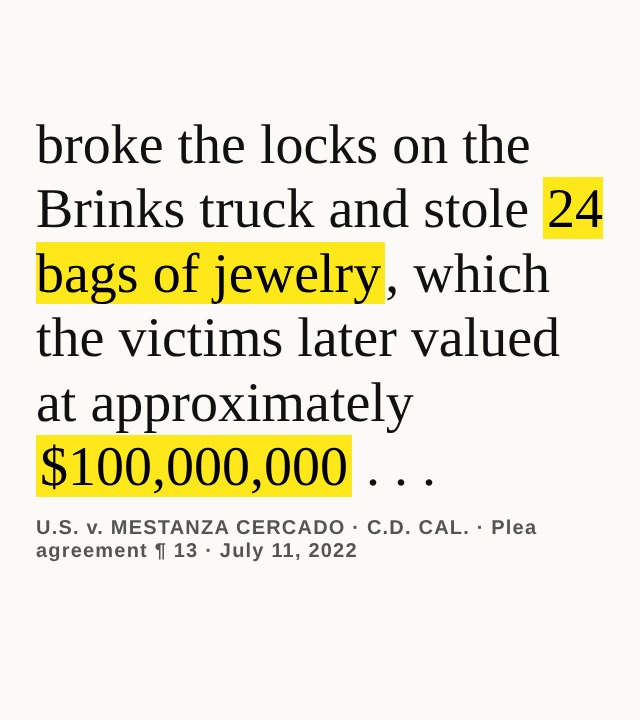 broke the locks on the
Brinks truck and stole 24
bags of jewelry, which
the victims later valued
at approximately
$100,000,000 . . .
U.S. v. MESTANZA CERCADO · C.D. CAL. · Plea
agreement ¶ 13 · July 11, 2022